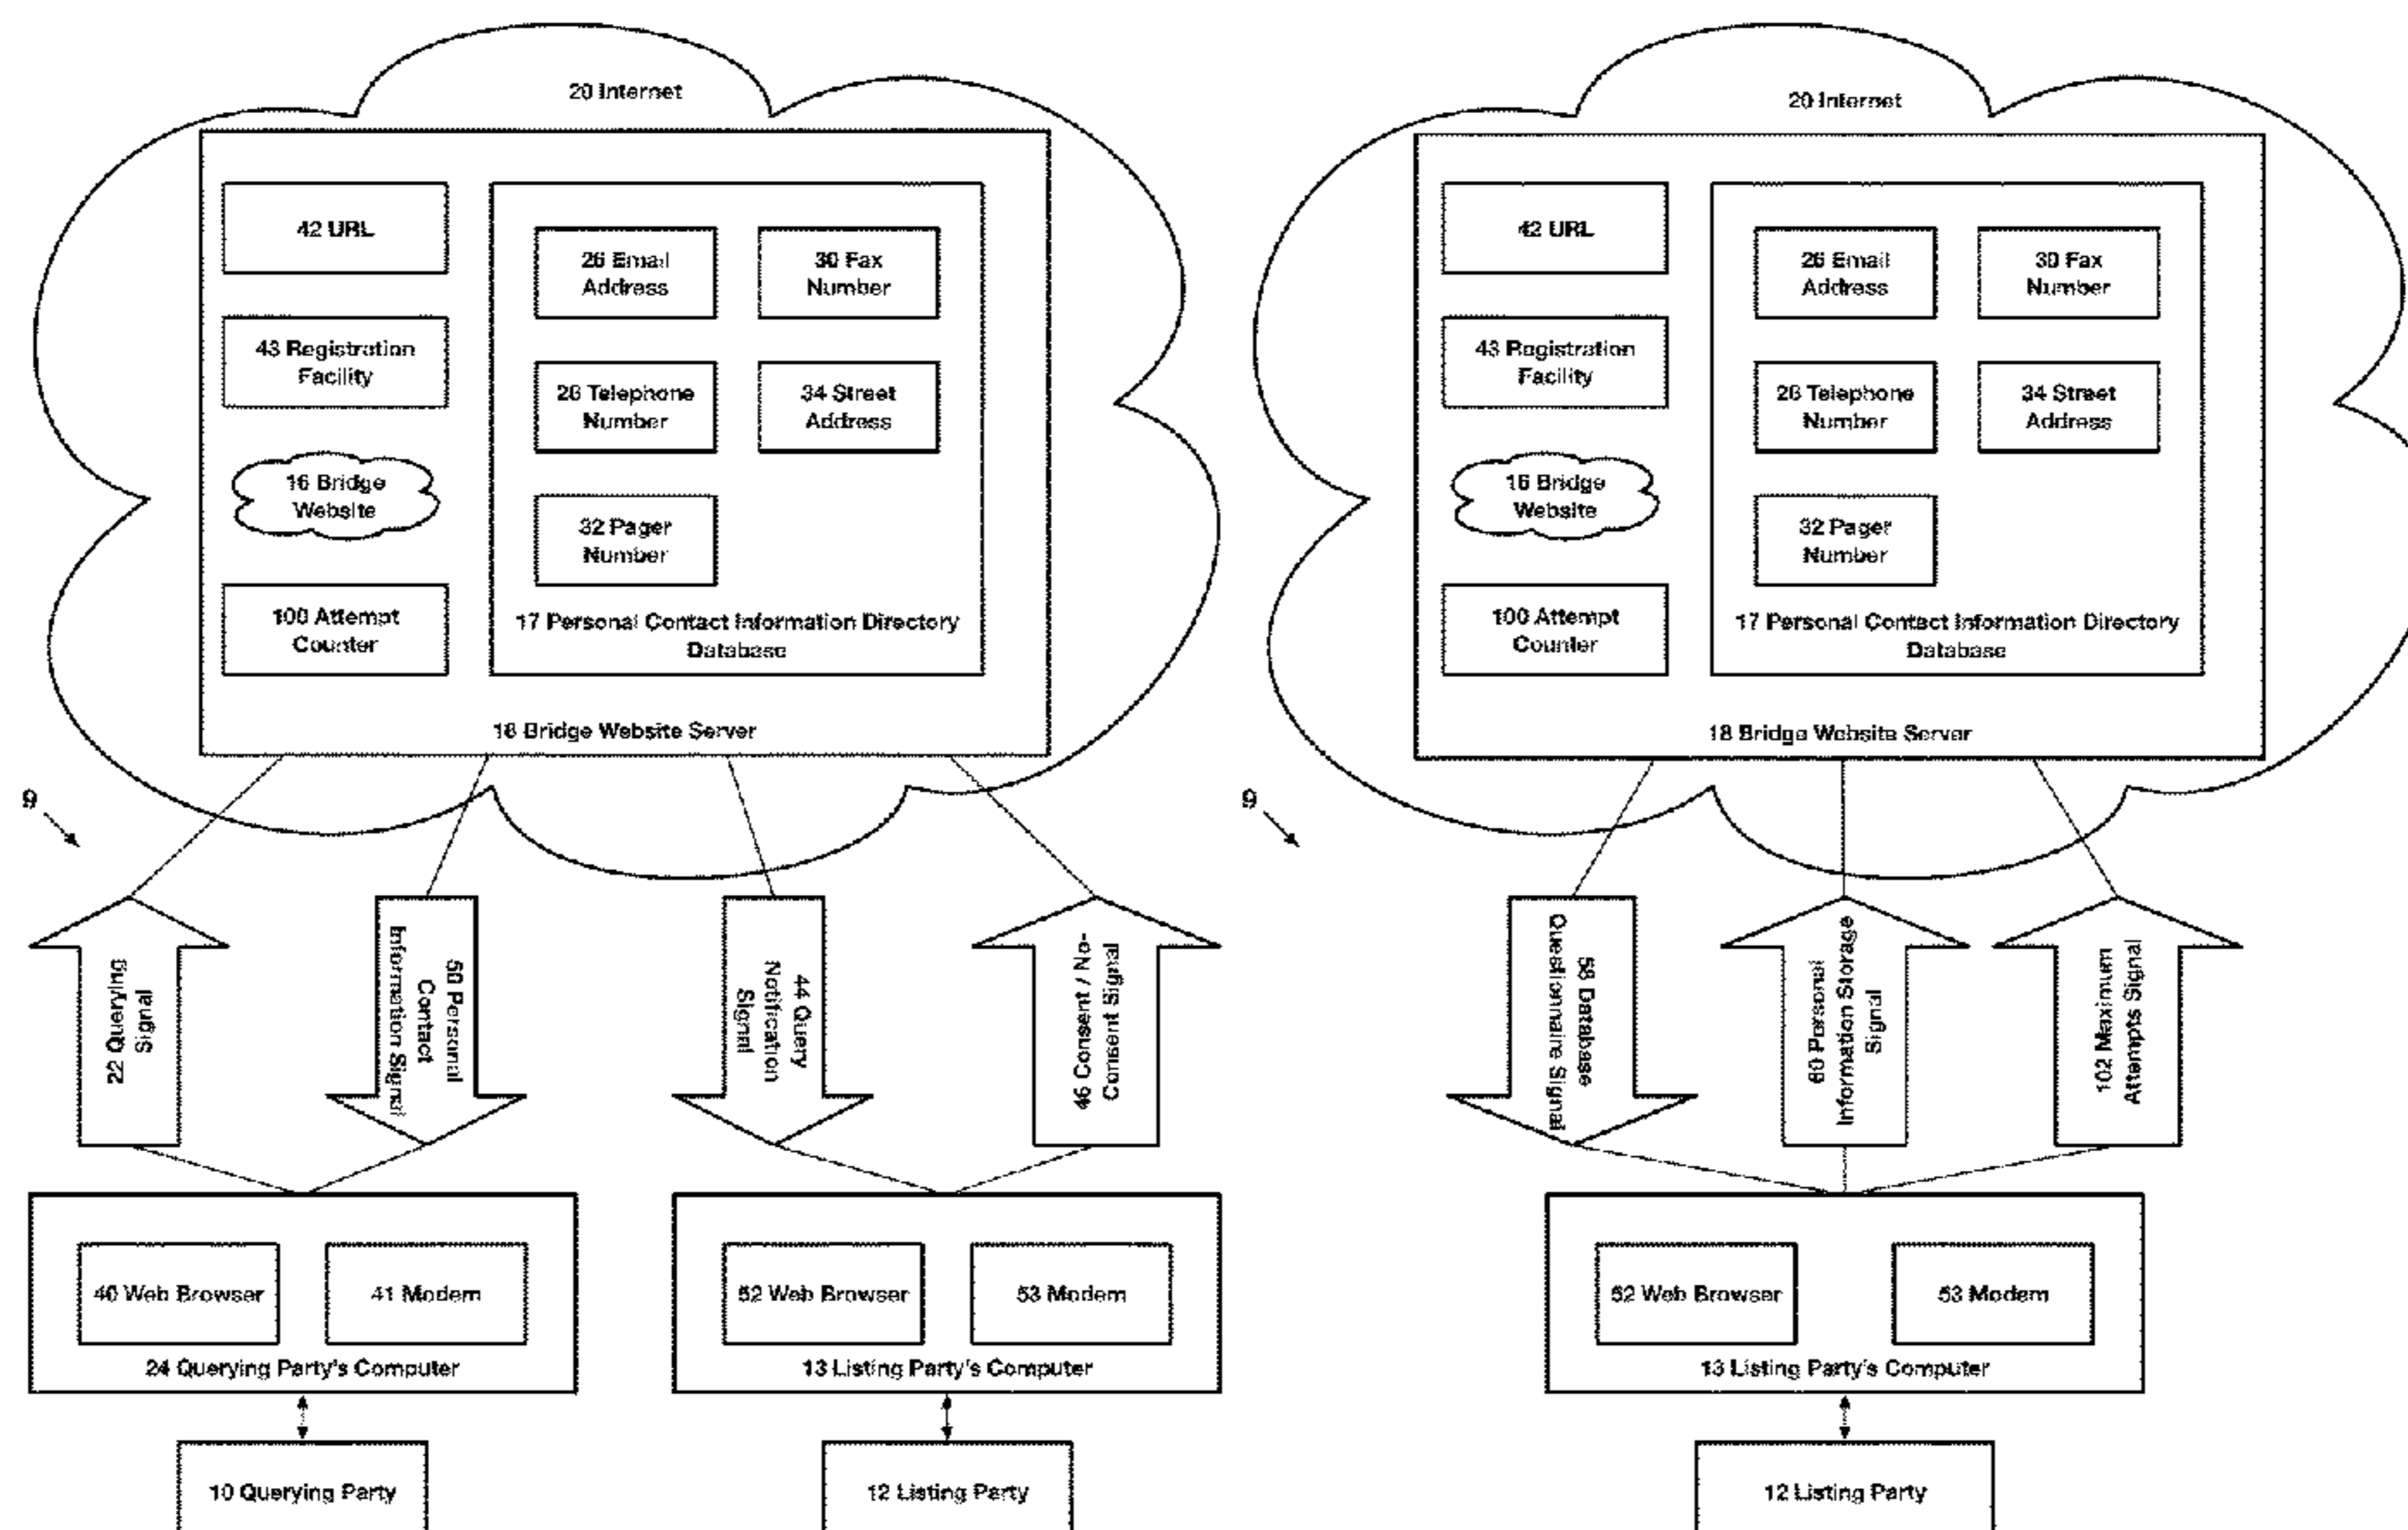 20 Internet
42 URL
26 Email
Address
30 Fax
Number
43 Registration
Facility
28 Telephone
Number
34 Street
Address
16 Bridge
Website
32 Pager
Number
100 Attempt
Counter
17 Personal Contact Information Directory
Database
18 Bridge Website Server
9
22 Querying
Signal
50 Personal
Contact
Information Signal
44 Query
Notification
Signal
46 Consent / No-
Consent Signal
40 Web Browser
41 Modem
24 Querying Party's Computer
10 Querying Party
52 Web Browser
53 Modem
13 Listing Party's Computer
12 Listing Party
20 Internet
42 URL
26 Email
Address
30 Fax
Number
43 Registration
Facility
28 Telephone
Number
34 Street
Address
16 Bridge
Website
32 Pager
Number
100 Attempt
Counter
17 Personal Contact Information Directory
Database
18 Bridge Website Server
9
58 Database
Questionnaire Signal
60 Personal
Information Storage
Signal
102 Maximum
Attempts Signal
52 Web Browser
53 Modem
13 Listing Party's Computer
12 Listing Party